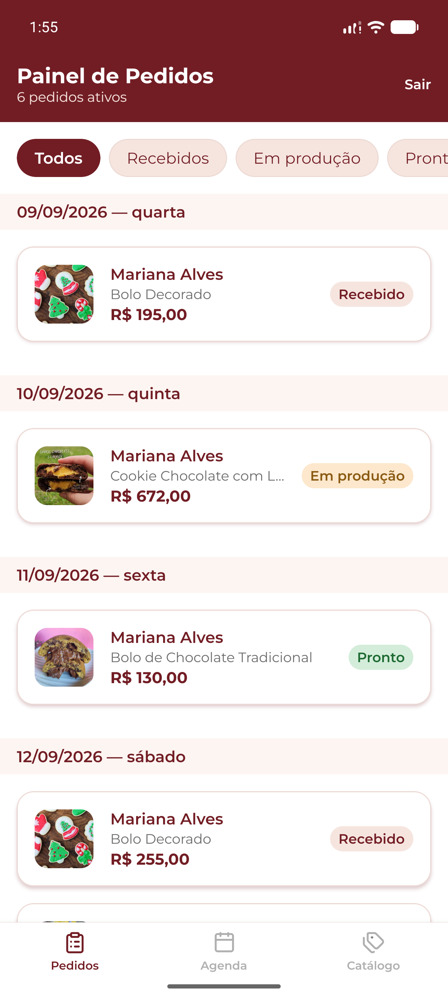 1:55
Painel de Pedidos
6 pedidos ativos
Sair
Todos
Recebidos
Em produção
Pront
09/09/2026 — quarta
Mariana Alves
Bolo Decorado
R$ 195,00
Recebido
10/09/2026 — quinta
COOKIE CHOCOLATE
E LARANJA
Mariana Alves
Cookie Chocolate com L...
R$ 672,00
Em produção
11/09/2026 — sexta
Mariana Alves
Bolo de Chocolate Tradicional
R$ 130,00
Pronto
12/09/2026 — sábado
Mariana Alves
Bolo Decorado
R$ 255,00
Recebido
Pedidos
Agenda
Catálogo